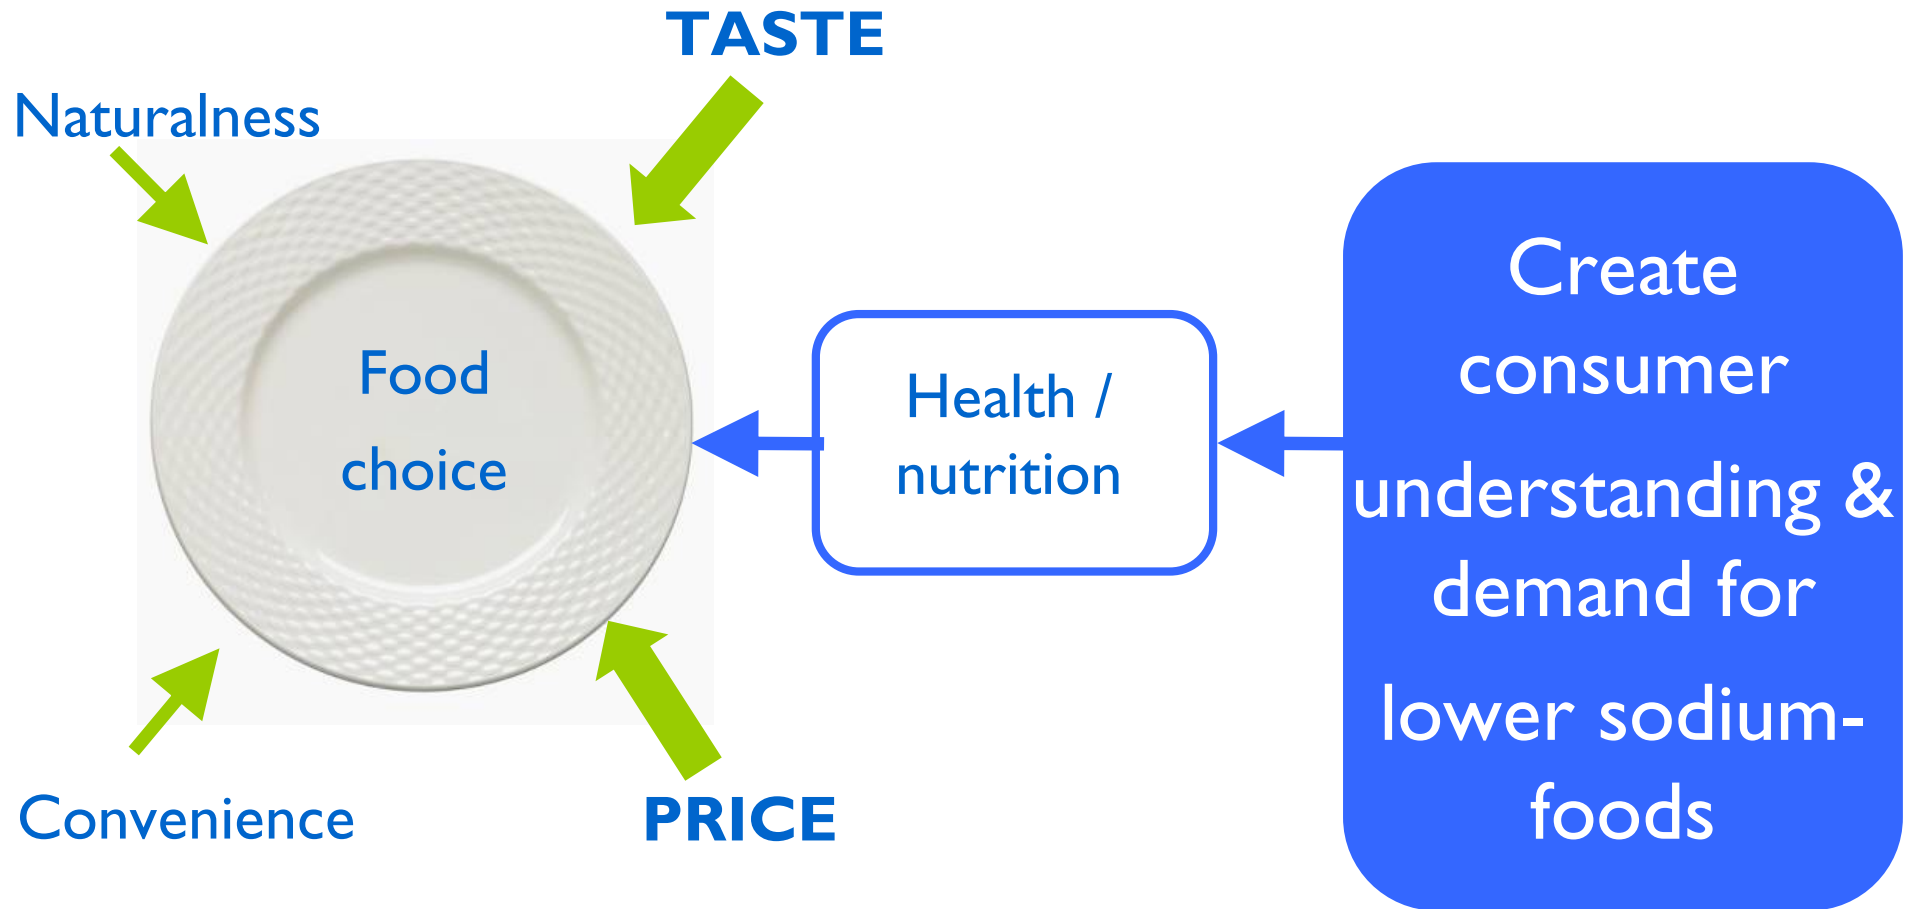 TASTE
Naturalness
Food
choice
Health /
nutrition
Create
consumer
understanding &
demand for
lower sodium-
foods
Convenience
PRICE